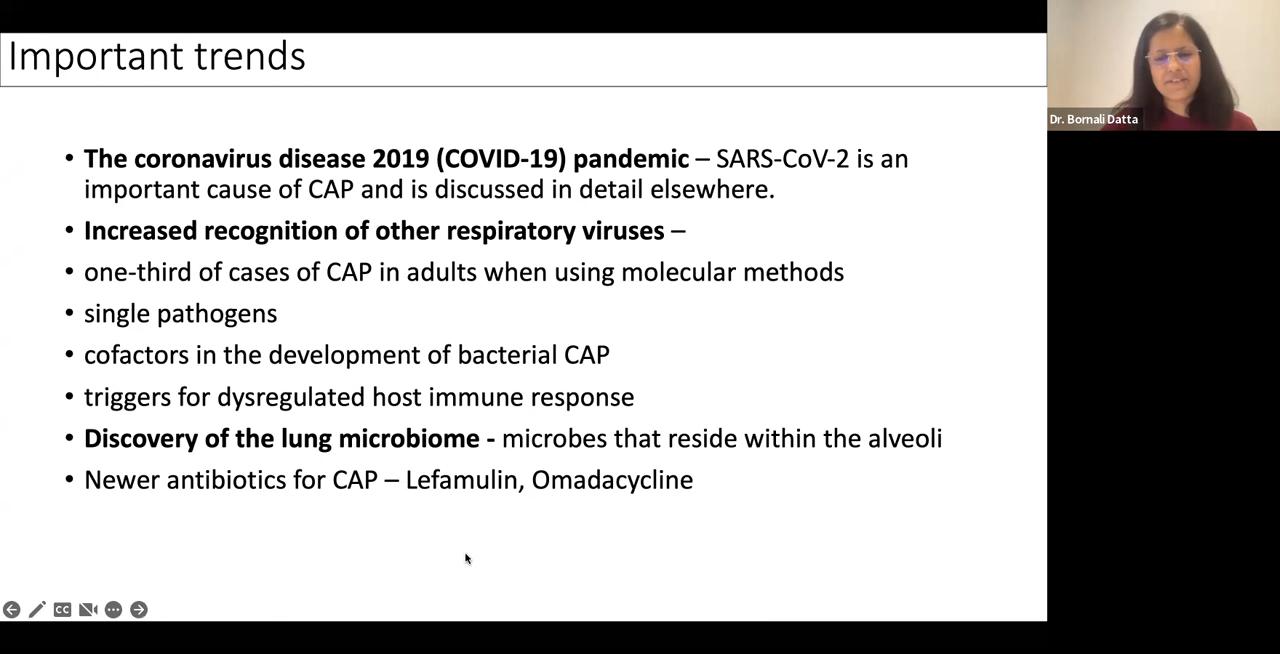 Important trends
Dr. Bornali Datta
• The coronavirus disease 2019 (COVID-19) pandemic – SARS-CoV-2 is an
important cause of CAP and is discussed in detail elsewhere.
• Increased recognition of other respiratory viruses –
• one-third of cases of CAP in adults when using molecular methods
• single pathogens
• cofactors in the development of bacterial CAP
• triggers for dysregulated host immune response
• Discovery of the lung microbiome - microbes that reside within the alveoli
• Newer antibiotics for CAP – Lefamulin, Omadacycline
CC